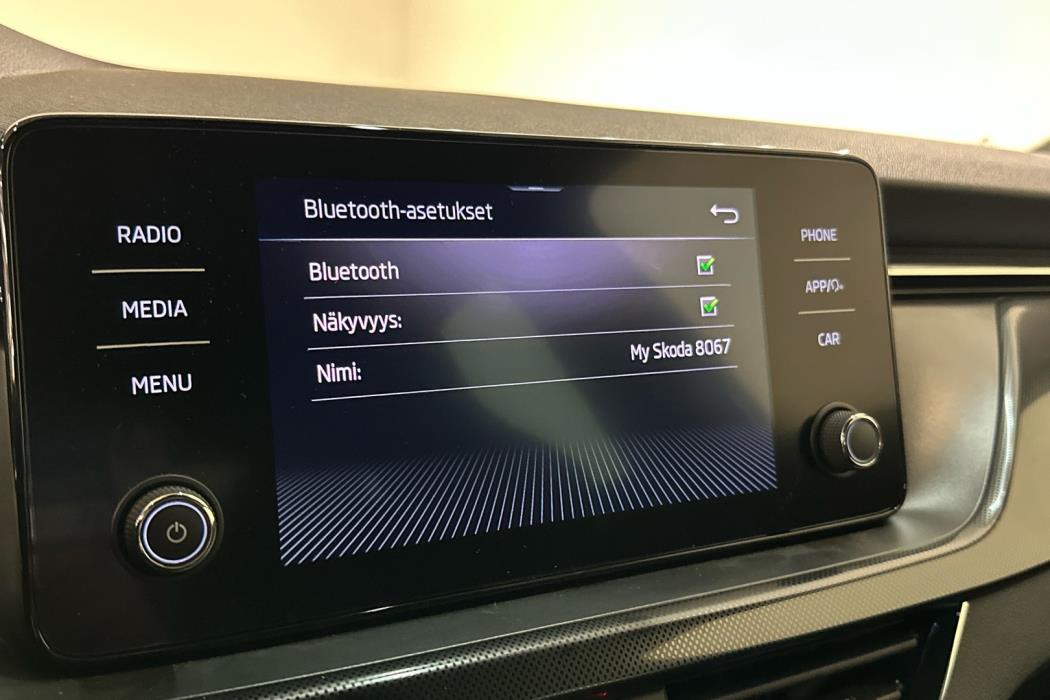 RADIO
MEDIA
MENU
Bluetooth-asetukset
Bluetooth
Näkyvyys:
Nimi: My Skoda 8067
PHONE
APP/
CAR